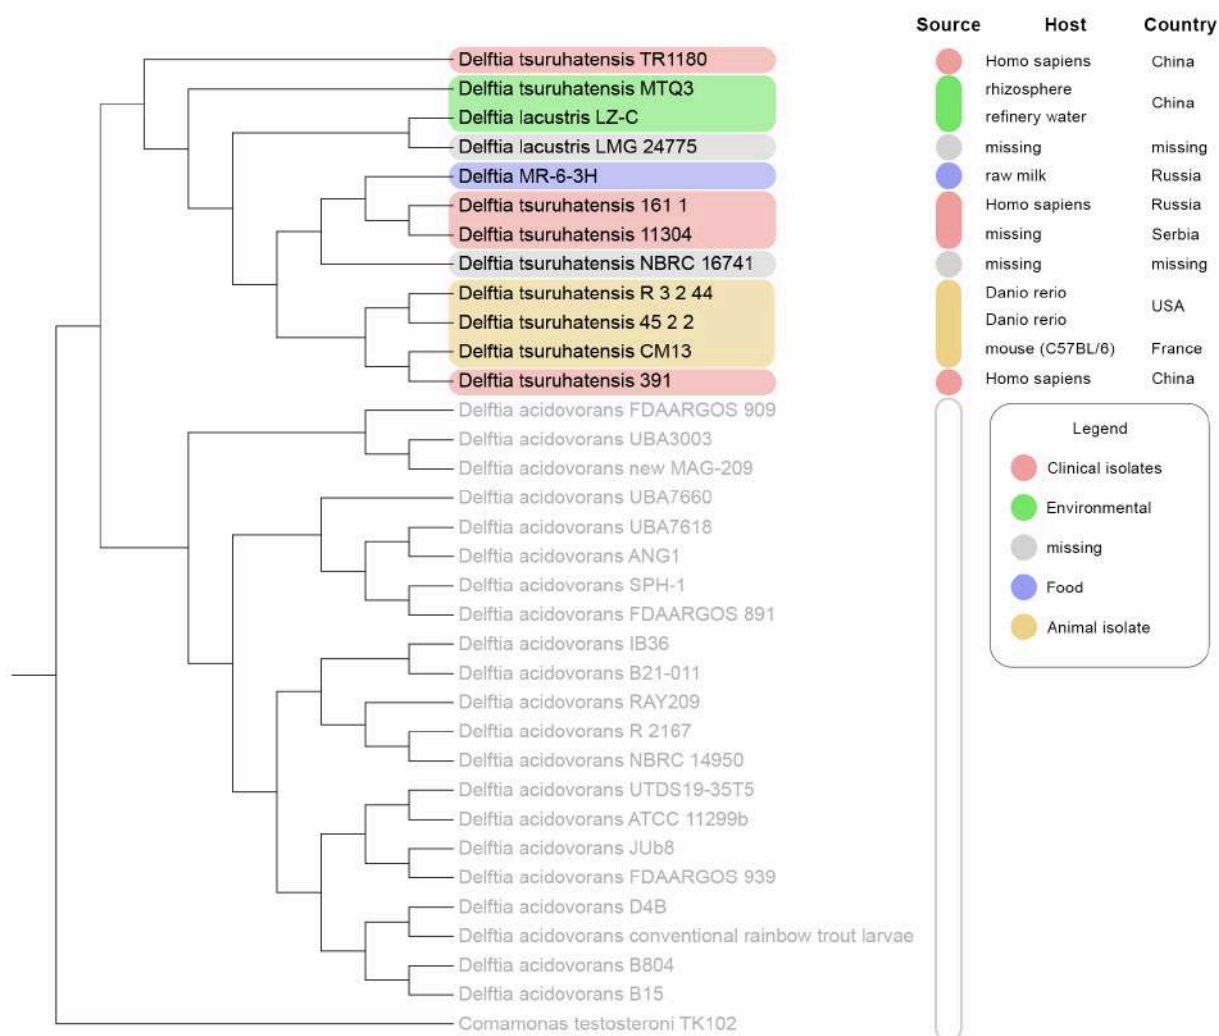 Source Host Country
Delftia tsuruhatensis TR1180 Homo sapiens China
Delftia tsuruhatensis MTQ3 rhizosphere
China
Delftia lacustris LZ-C refinery water
Delftia lacustris LMG 24775 missing missing
Delftia MR-6-3H raw milk Russia
Delftia tsuruhatensis 161 1 Homo sapiens Russia
Delftia tsuruhatensis 11304 missing Serbia
Delftia tsuruhatensis NBRC 16741 missing missing
Delftia tsuruhatensis R 3 2 44 Danio rerio
USA
Delftia tsuruhatensis 45 2 2 Danio rerio
Delftia tsuruhatensis CM13 mouse (C57BL/6) France
Delftia tsuruhatensis 391 Homo sapiens China
Delftia acidovorans FDAARGOS 909
Delftia acidovorans UBA3003
Delftia acidovorans new MAG-209
Delftia acidovorans UBA7660
Delftia acidovorans UBA7618
Delftia acidovorans ANG1
Delftia acidovorans SPH-1
Delftia acidovorans FDAARGOS 891
Delftia acidovorans IB36
Delftia acidovorans B21-011
Delftia acidovorans RAY209
Delftia acidovorans R 2167
Delftia acidovorans NBRC 14950
Delftia acidovorans UTDS19-35T5
Delftia acidovorans ATCC 11299b
Delftia acidovorans JUb8
Delftia acidovorans FDAARGOS 939
Delftia acidovorans D4B
Delftia acidovorans conventional rainbow trout larvae
Delftia acidovorans B804
Delftia acidovorans B15
Comamonas testosteroni TK102
Legend
Clinical isolates
Environmental
missing
Food
Animal isolate